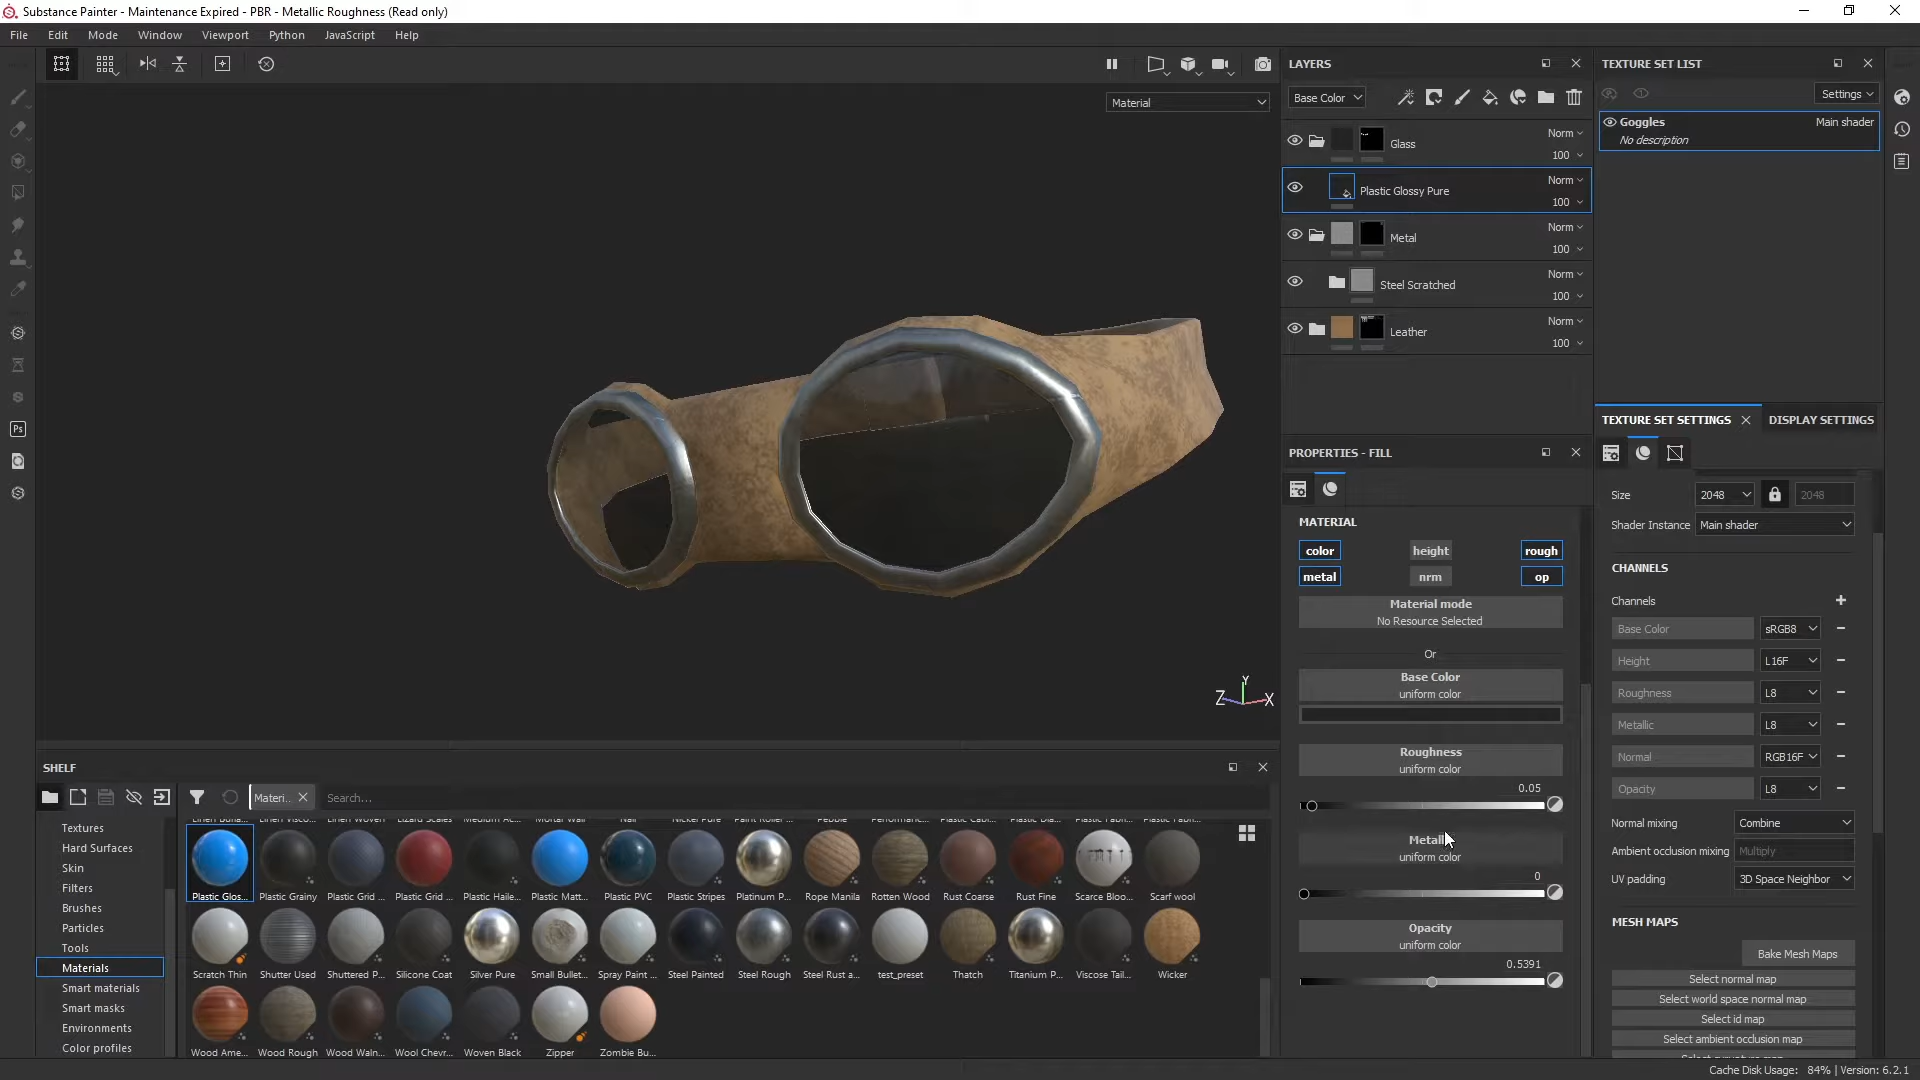 Substance Painter - Maintenance Expired - PBR - Metallic Roughness (Read only)
File Edit Mode Window Viewport Python JavaScript Help
Material
LAYERS
Base Color
Glass Norm 100
Plastic Glossy Pure Norm 100
Metal Norm 100
Steel Scratched Norm 100
Leather Norm 100
TEXTURE SET LIST
Settings
Goggles Main shader
No description
PROPERTIES - FILL
MATERIAL
color height rough
metal nrm op
Material mode
No Resource Selected
Or
Base Color
uniform color
Roughness
uniform color
0.05
Metallic
uniform color
0
Opacity
uniform color
0.5391
TEXTURE SET SETTINGS DISPLAY SETTINGS
Size 2048 2048
Shader Instance Main shader
CHANNELS
Channels
Base Color sRGB8
Height L16F
Roughness L8
Metallic L8
Normal RGB16F
Opacity L8
Normal mixing Combine
Ambient occlusion mixing Multiply
UV padding 3D Space Neighbor
MESH MAPS
Bake Mesh Maps
Select normal map
Select world space normal map
Select id map
Select ambient occlusion map
Y
Z X
SHELF
Materi... Search...
Textures
Hard Surfaces
Skin
Filters
Brushes
Particles
Tools
Materials
Smart materials
Smart masks
Environments
Color profiles
Plastic Glos... Plastic Grainy Plastic Grid ... Plastic Grid ... Plastic Haile... Plastic Matt... Plastic PVC Plastic Stripes Platinum P... Rope Manila Rotten Wood Rust Coarse Rust Fine Scarce Bloo... Scarf wool
Scratch Thin Shutter Used Shuttered P... Silicone Coat Silver Pure Small Bullet... Spray Paint ... Steel Painted Steel Rough Steel Rust a... test_preset Thatch Titanium P... Viscose Tail... Wicker
Wood Ame... Wood Rough Wood Waln... Wool Chevr... Woven Black Zipper Zombie Bu...
Ps
Cache Disk Usage: 84% | Version: 6.2.1